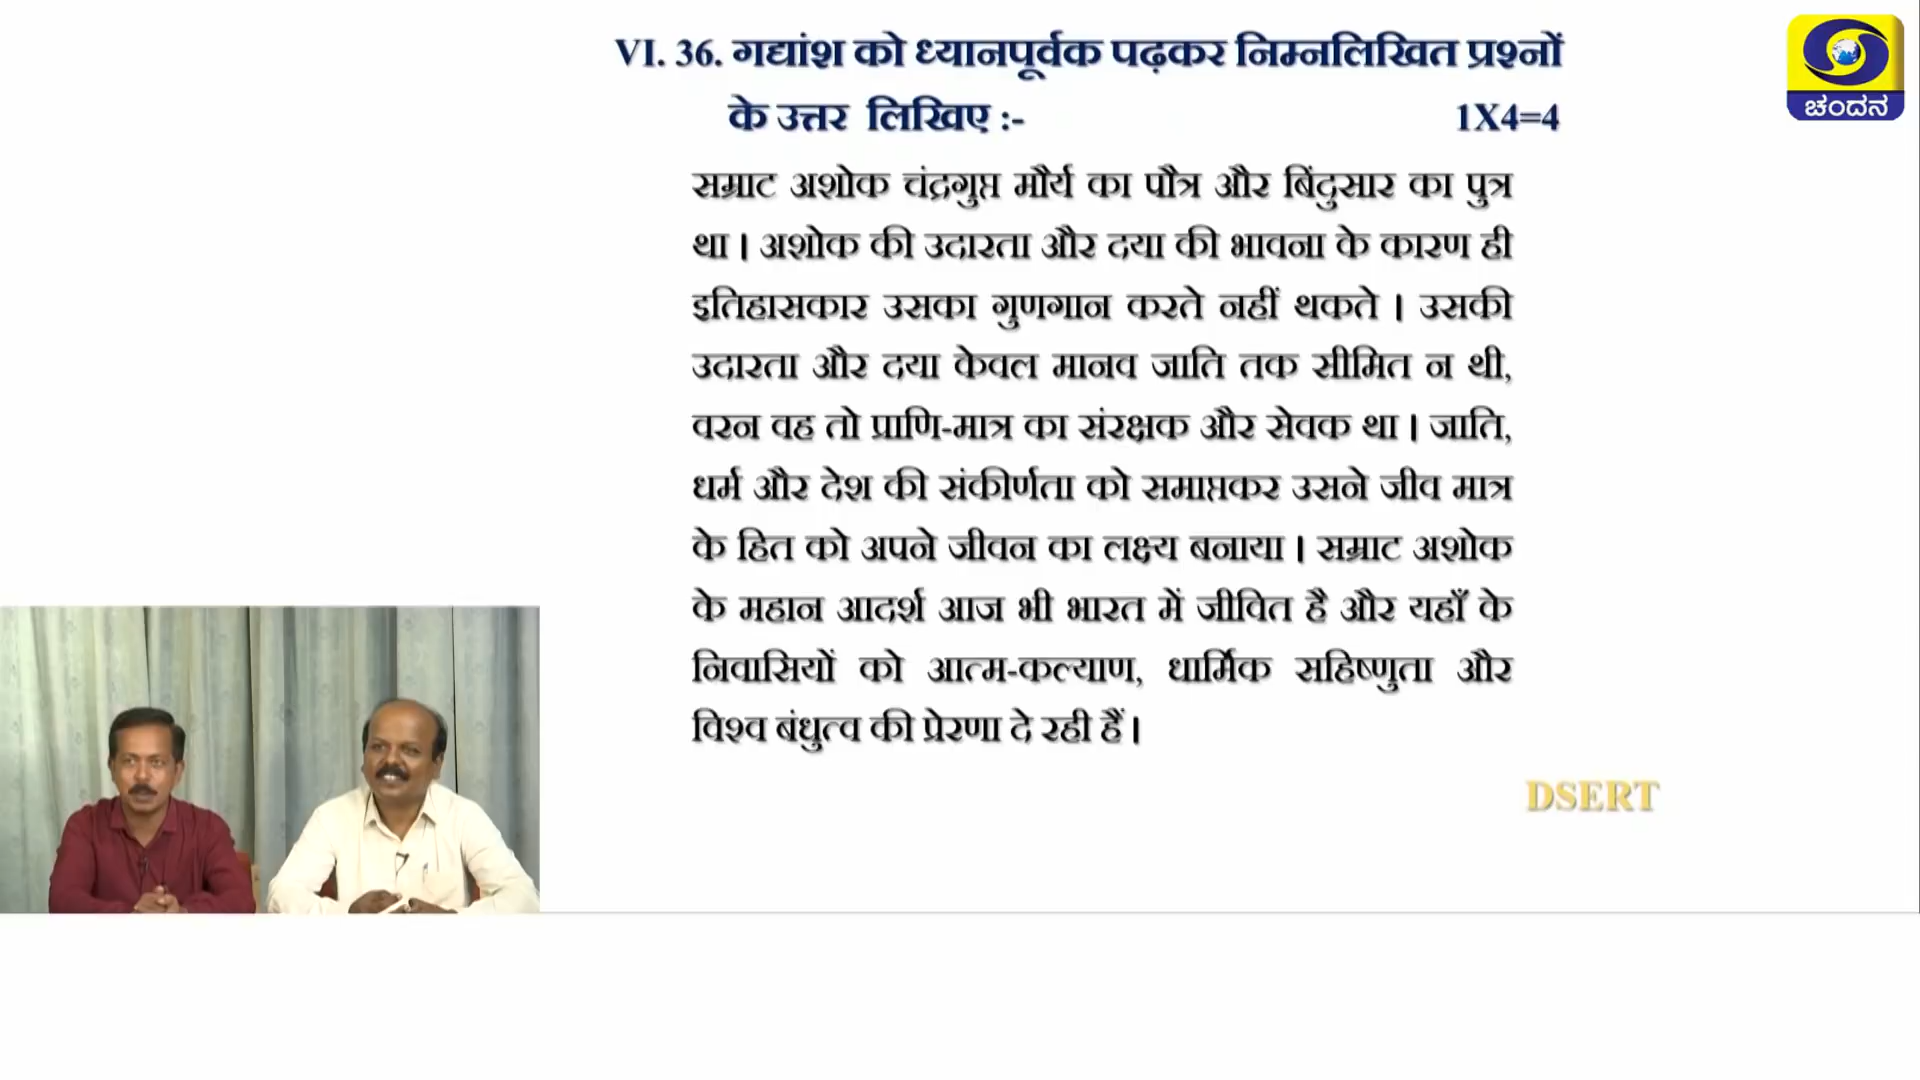 VI. 36. गद्यांश को ध्यानपूर्वक पढ़कर निम्नलिखित प्रश्नों
के उत्तर लिखिए :- 1X4=4
ಚಂದನ
सम्राट अशोक चंद्रगुप्त मौर्य का पौत्र और बिंदुसार का पुत्र
था । अशोक की उदारता और दया की भावना के कारण ही
इतिहासकार उसका गुणगान करते नहीं थकते । उसकी
उदारता और दया केवल मानव जाति तक सीमित न थी,
वरन वह तो प्राणि-मात्र का संरक्षक और सेवक था । जाति,
धर्म और देश की संकीर्णता को समाप्तकर उसने जीव मात्र
के हित को अपने जीवन का लक्ष्य बनाया । सम्राट अशोक
के महान आदर्श आज भी भारत में जीवित है और यहाँ के
निवासियों को आत्म-कल्याण, धार्मिक सहिष्णुता और
विश्व बंधुत्व की प्रेरणा दे रही हैं ।
DSERT